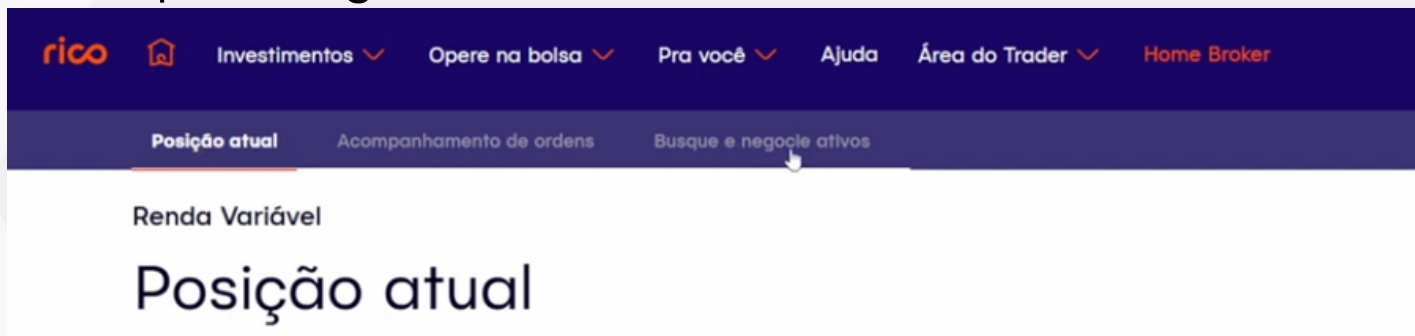 rico Investimentos Opere na bolsa Pra você Ajuda Área do Trader Home Broker
Posição atual Acompanhamento de ordens Busque e negocie ativos
Renda Variável
Posição atual